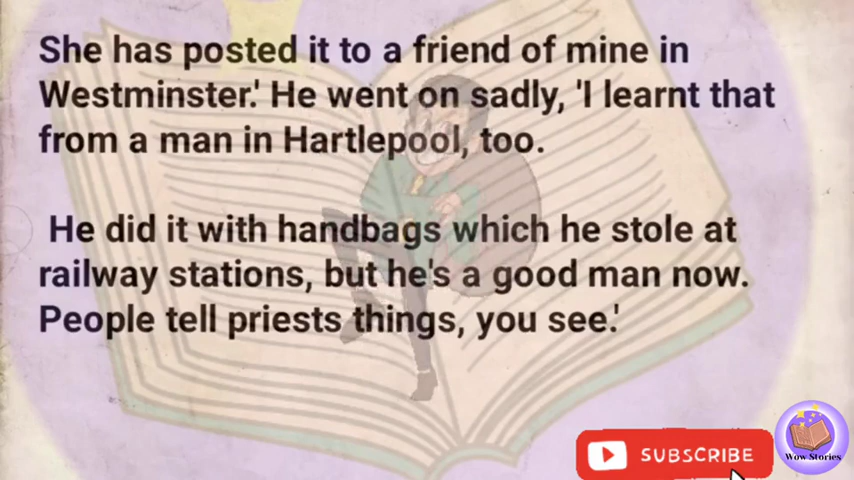 She has posted it to a friend of mine in
Westminster.' He went on sadly, 'I learnt that
from a man in Hartlepool, too.
He did it with handbags which he stole at
railway stations, but he's a good man now.
People tell priests things, you see.'
SUBSCRIBE
Wow Stories